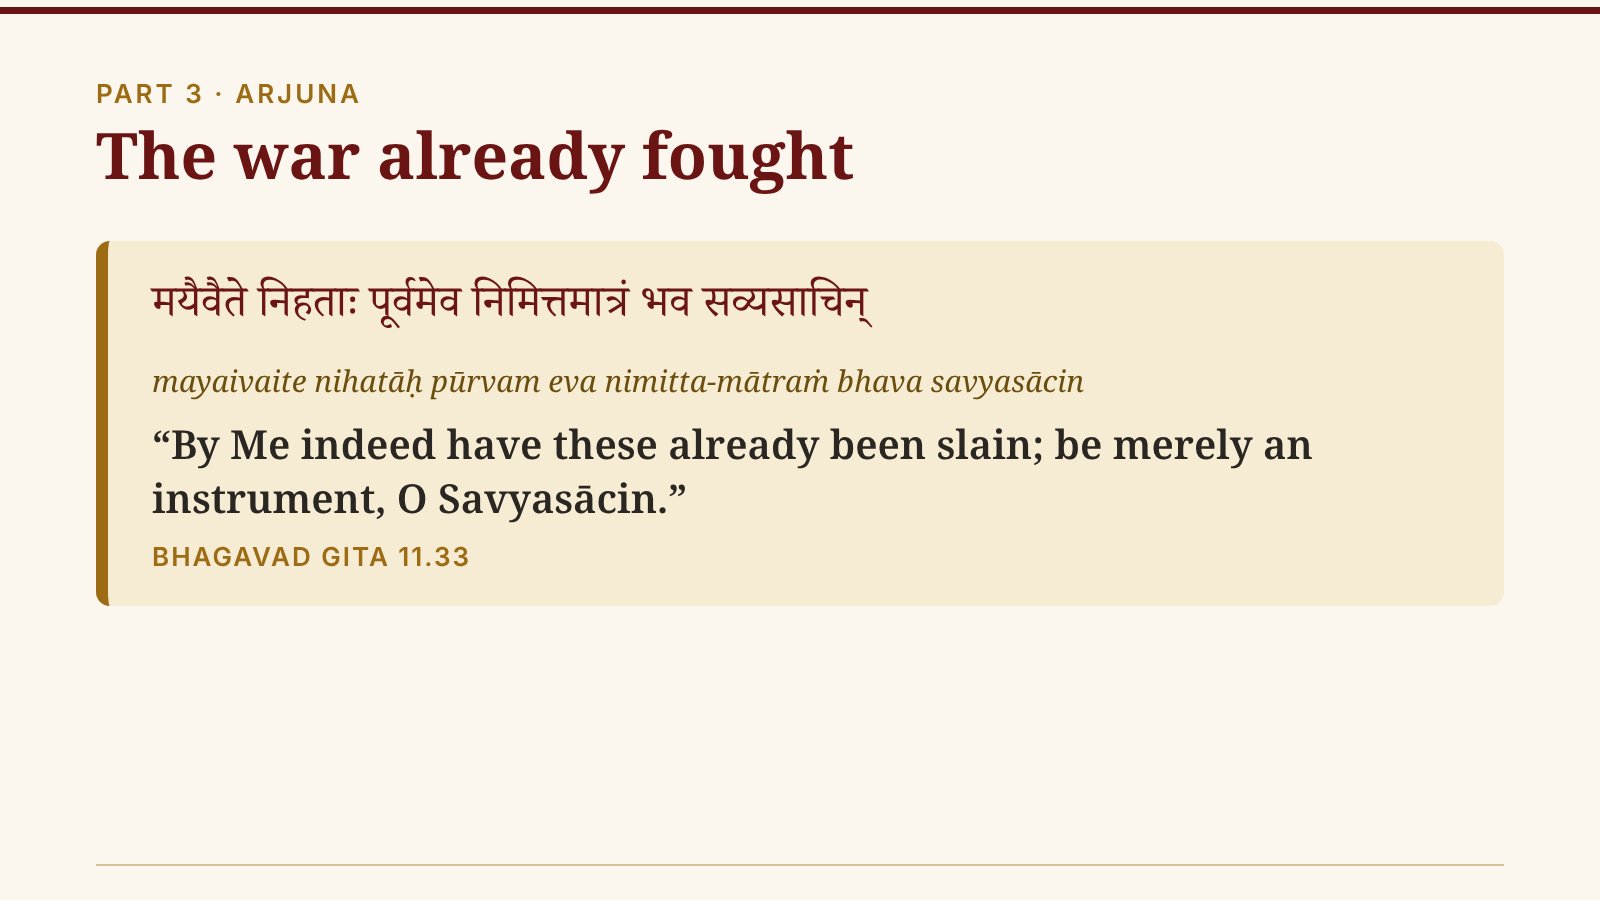 PART 3 · ARJUNA
The war already fought
मयैवैते निहताः पूर्वमेव निमित्तमात्रं भव सव्यसाचिन्
mayaivaite nihatāḥ pūrvam eva nimitta-mātraṁ bhava savyasācin
“By Me indeed have these already been slain; be merely an
instrument, O Savyasācin.”
BHAGAVAD GITA 11.33